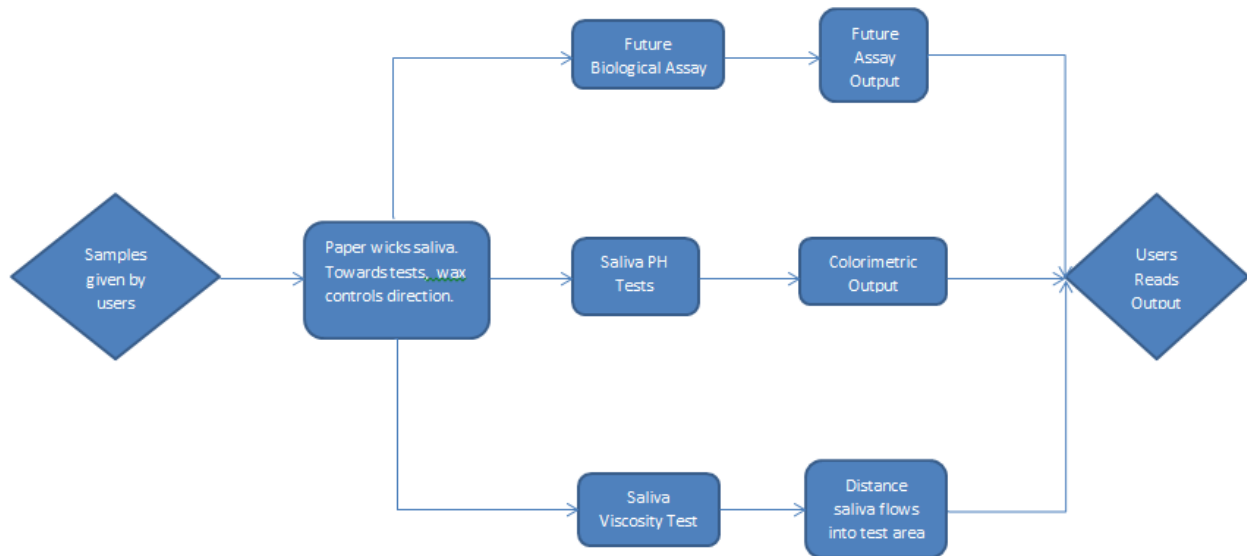 Future
Biological Assay
Future
Assay
Output
Samples
given by
users
Paper wicks saliva.
Towards tests, wax
controls direction.
Saliva PH
Tests
Colorimetric
Output
Users
Reads
Output
Saliva
Viscosity Test
Distance
saliva flows
into test area